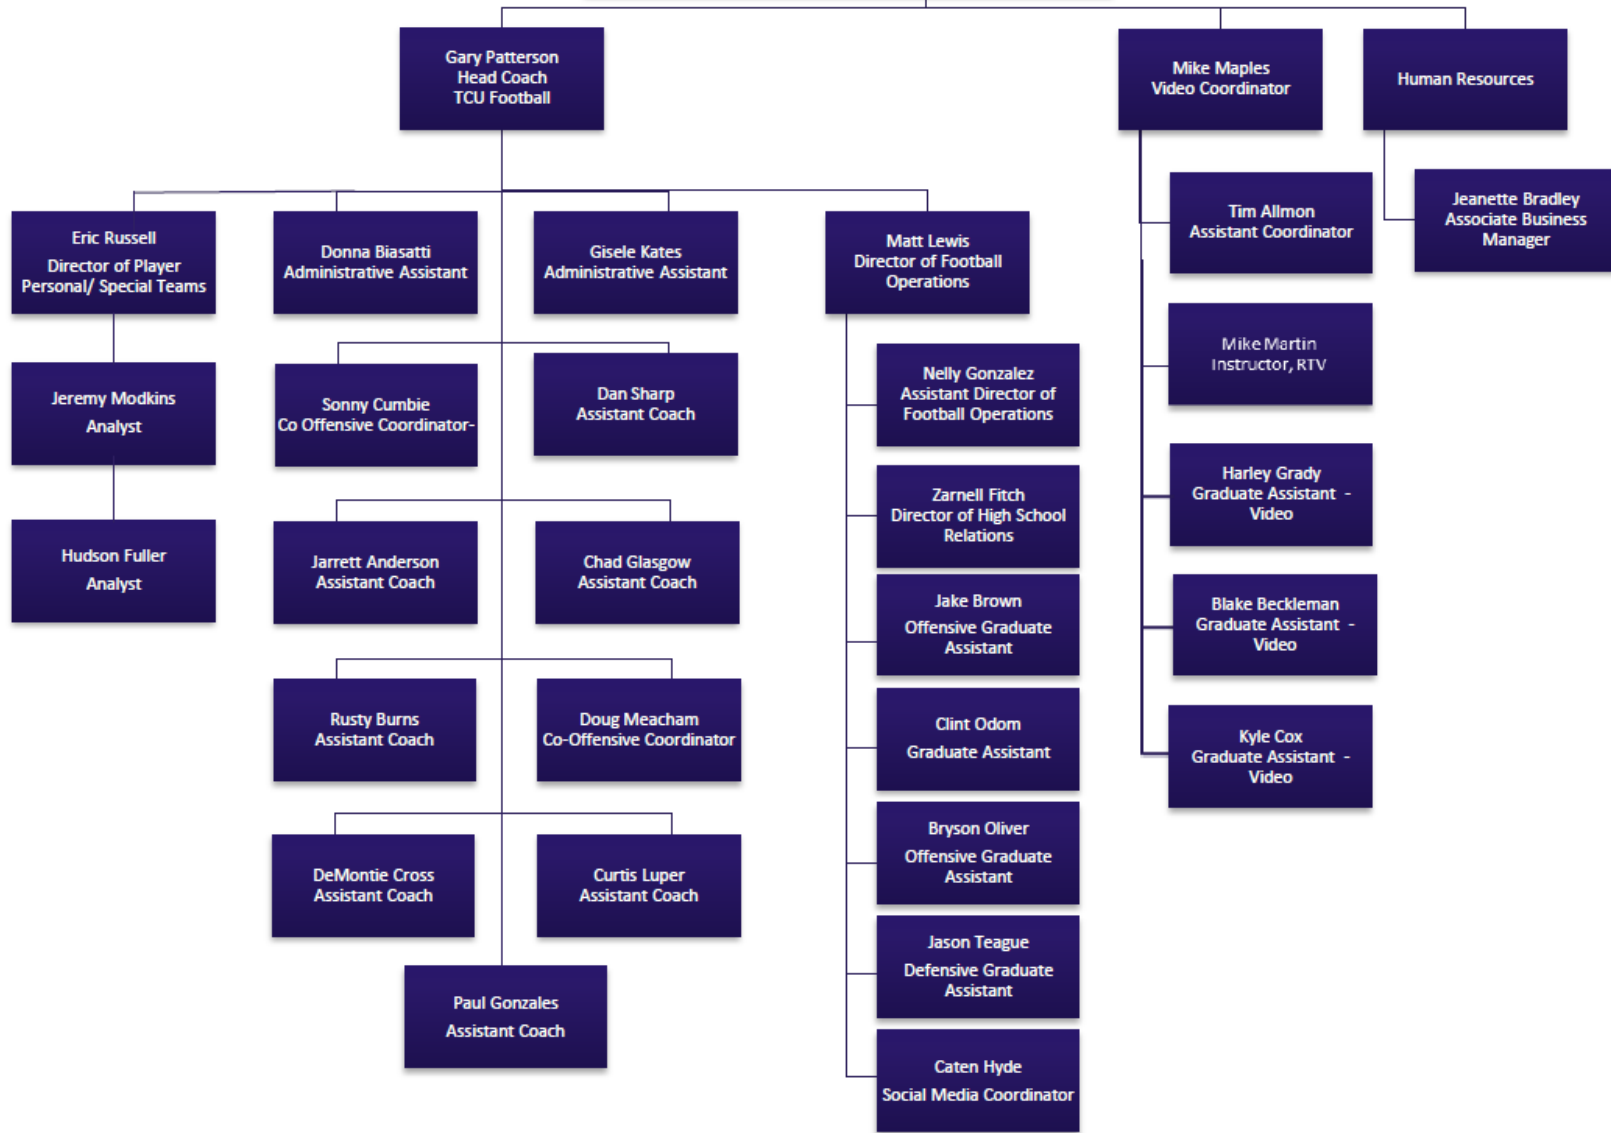 Gary Patterson
Head Coach
TCU Football
Mike Maples
Video Coordinator
Human Resources
Eric Russell
Director of Player
Personal/ Special Teams
Donna Biasatti
Administrative Assistant
Gisele Kates
Administrative Assistant
Matt Lewis
Director of Football
Operations
Tim Allmon
Assistant Coordinator
Jeanette Bradley
Associate Business
Manager
Jeremy Modkins
Analyst
Sonny Cumbie
Co Offensive Coordinator-
Dan Sharp
Assistant Coach
Nelly Gonzalez
Assistant Director of
Football Operations
Mike Martin
Instructor, RTV
Hudson Fuller
Analyst
Jarrett Anderson
Assistant Coach
Chad Glasgow
Assistant Coach
Zarnell Fitch
Director of High School
Relations
Harley Grady
Graduate Assistant -
Video
Jake Brown
Offensive Graduate
Assistant
Blake Beckleman
Graduate Assistant -
Video
Rusty Burns
Assistant Coach
Doug Meacham
Co-Offensive Coordinator
Clint Odom
Graduate Assistant
Kyle Cox
Graduate Assistant -
Video
DeMontie Cross
Assistant Coach
Curtis Luper
Assistant Coach
Bryson Oliver
Offensive Graduate
Assistant
Paul Gonzales
Assistant Coach
Jason Teague
Defensive Graduate
Assistant
Caten Hyde
Social Media Coordinator